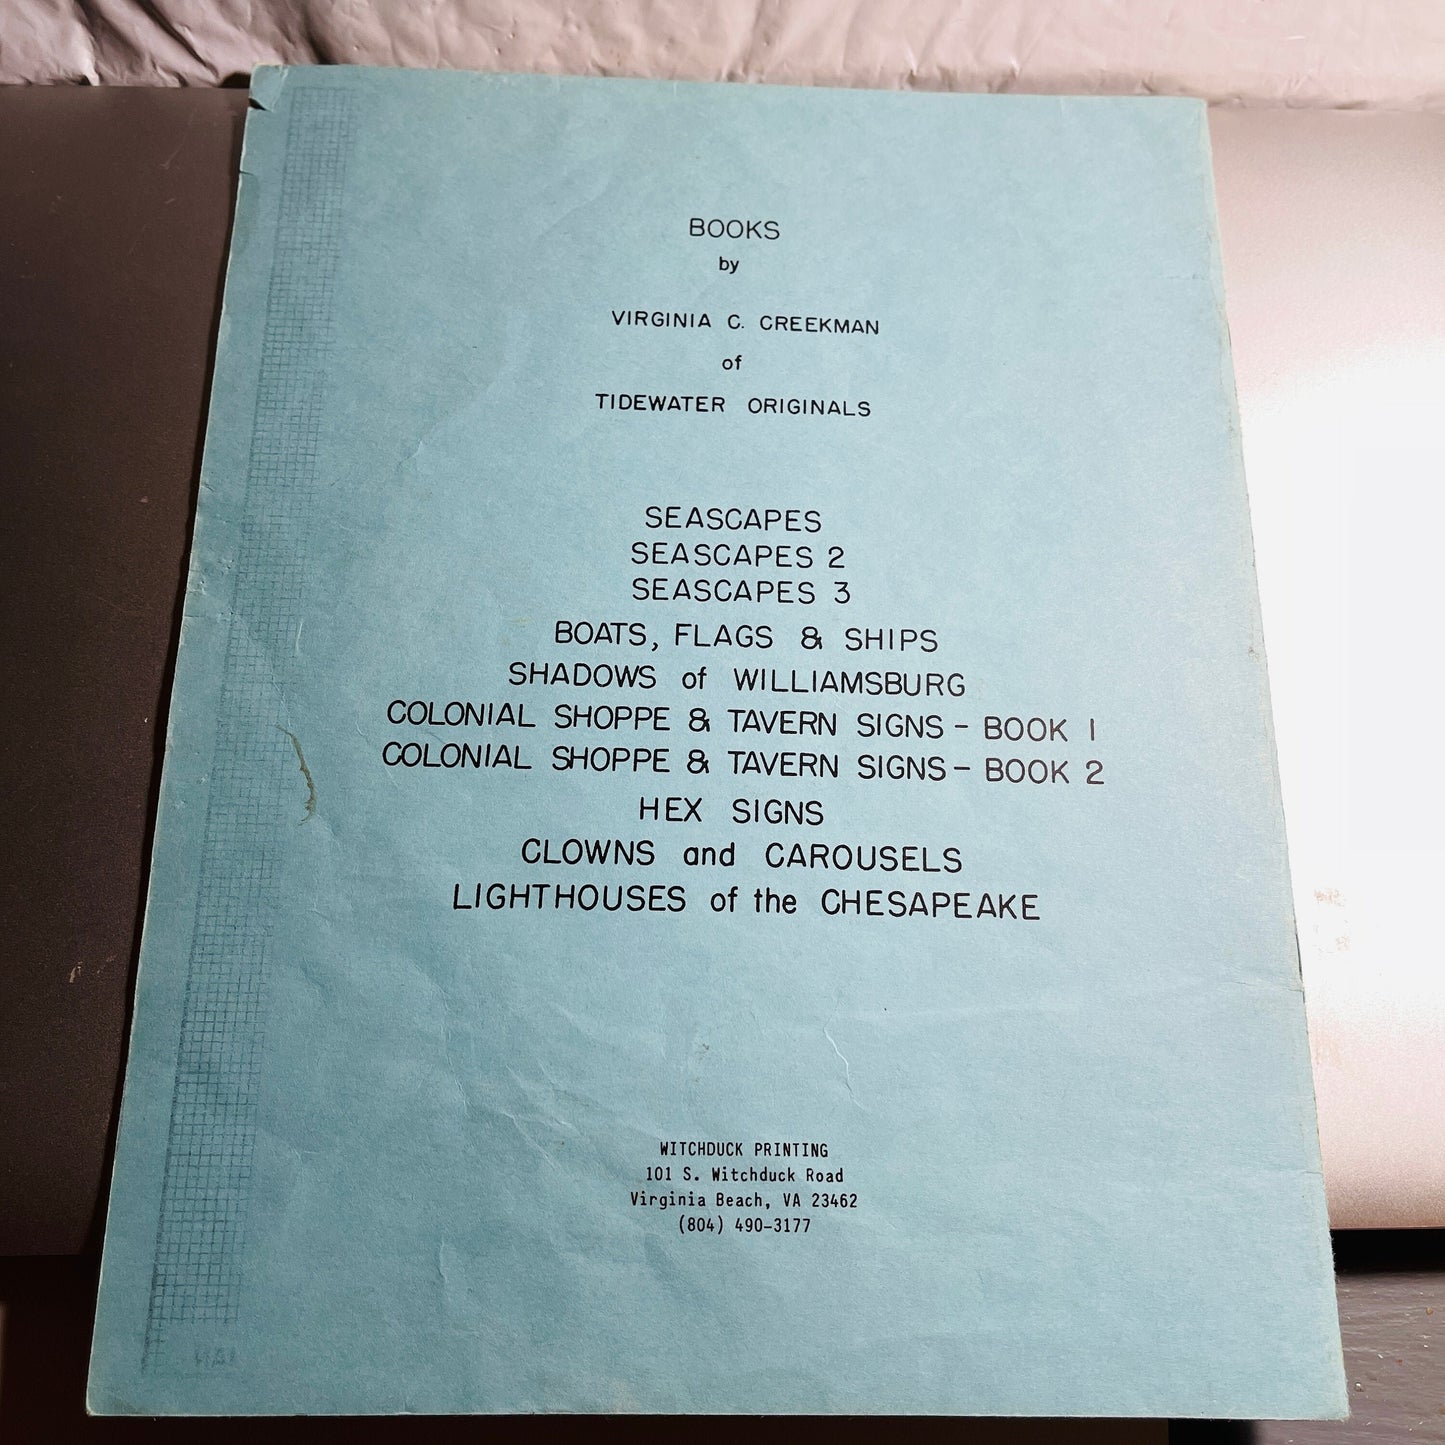 BOOKS
by
VIRGINIA C. CREEKMAN
of
TIDEWATER ORIGINALS
SEASCAPES
SEASCAPES 2
SEASCAPES 3
BOATS, FLAGS & SHIPS
SHADOWS of WILLIAMSBURG
COLONIAL SHOPPE & TAVERN SIGNS - BOOK 1
COLONIAL SHOPPE & TAVERN SIGNS - BOOK 2
HEX SIGNS
CLOWNS and CAROUSELS
LIGHTHOUSES of the CHESAPEAKE
WITCHDUCK PRINTING
101 S. Witchduck Road
Virginia Beach, VA 23462
(804) 490-3177